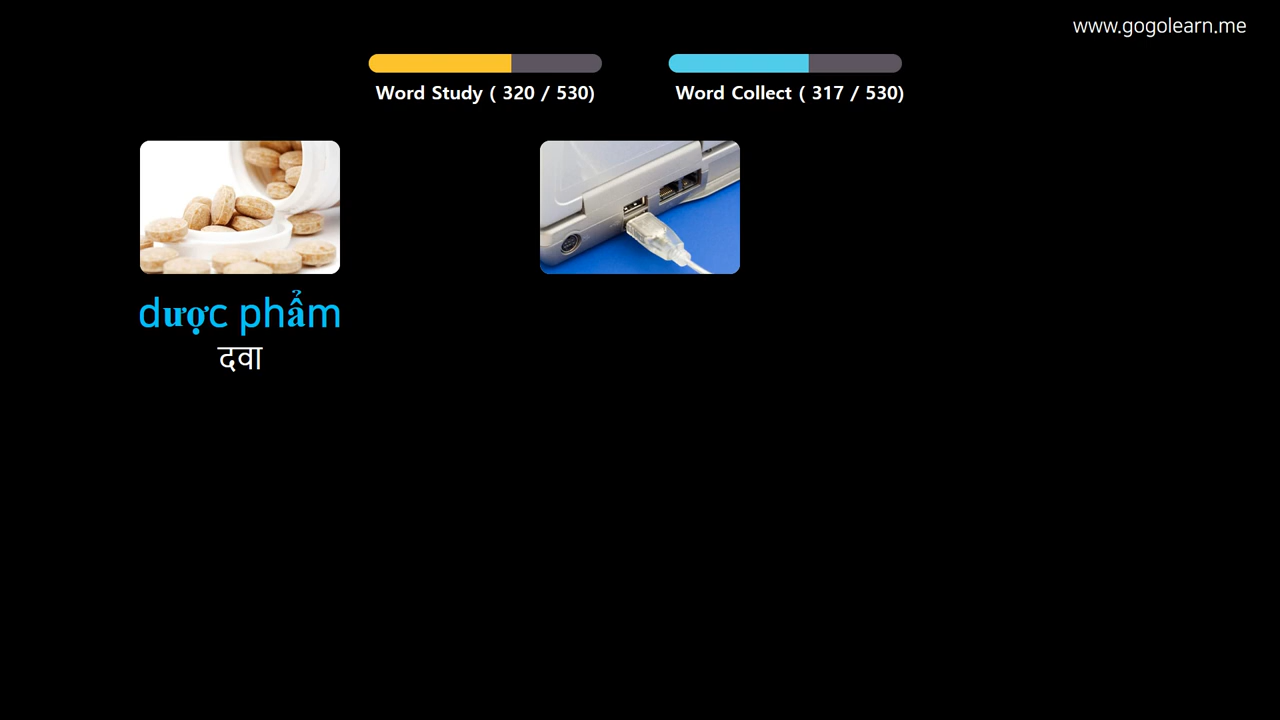 www.gogolearn.me
Word Study ( 320 / 530)
Word Collect ( 317 / 530)
dược phẩm
दवा